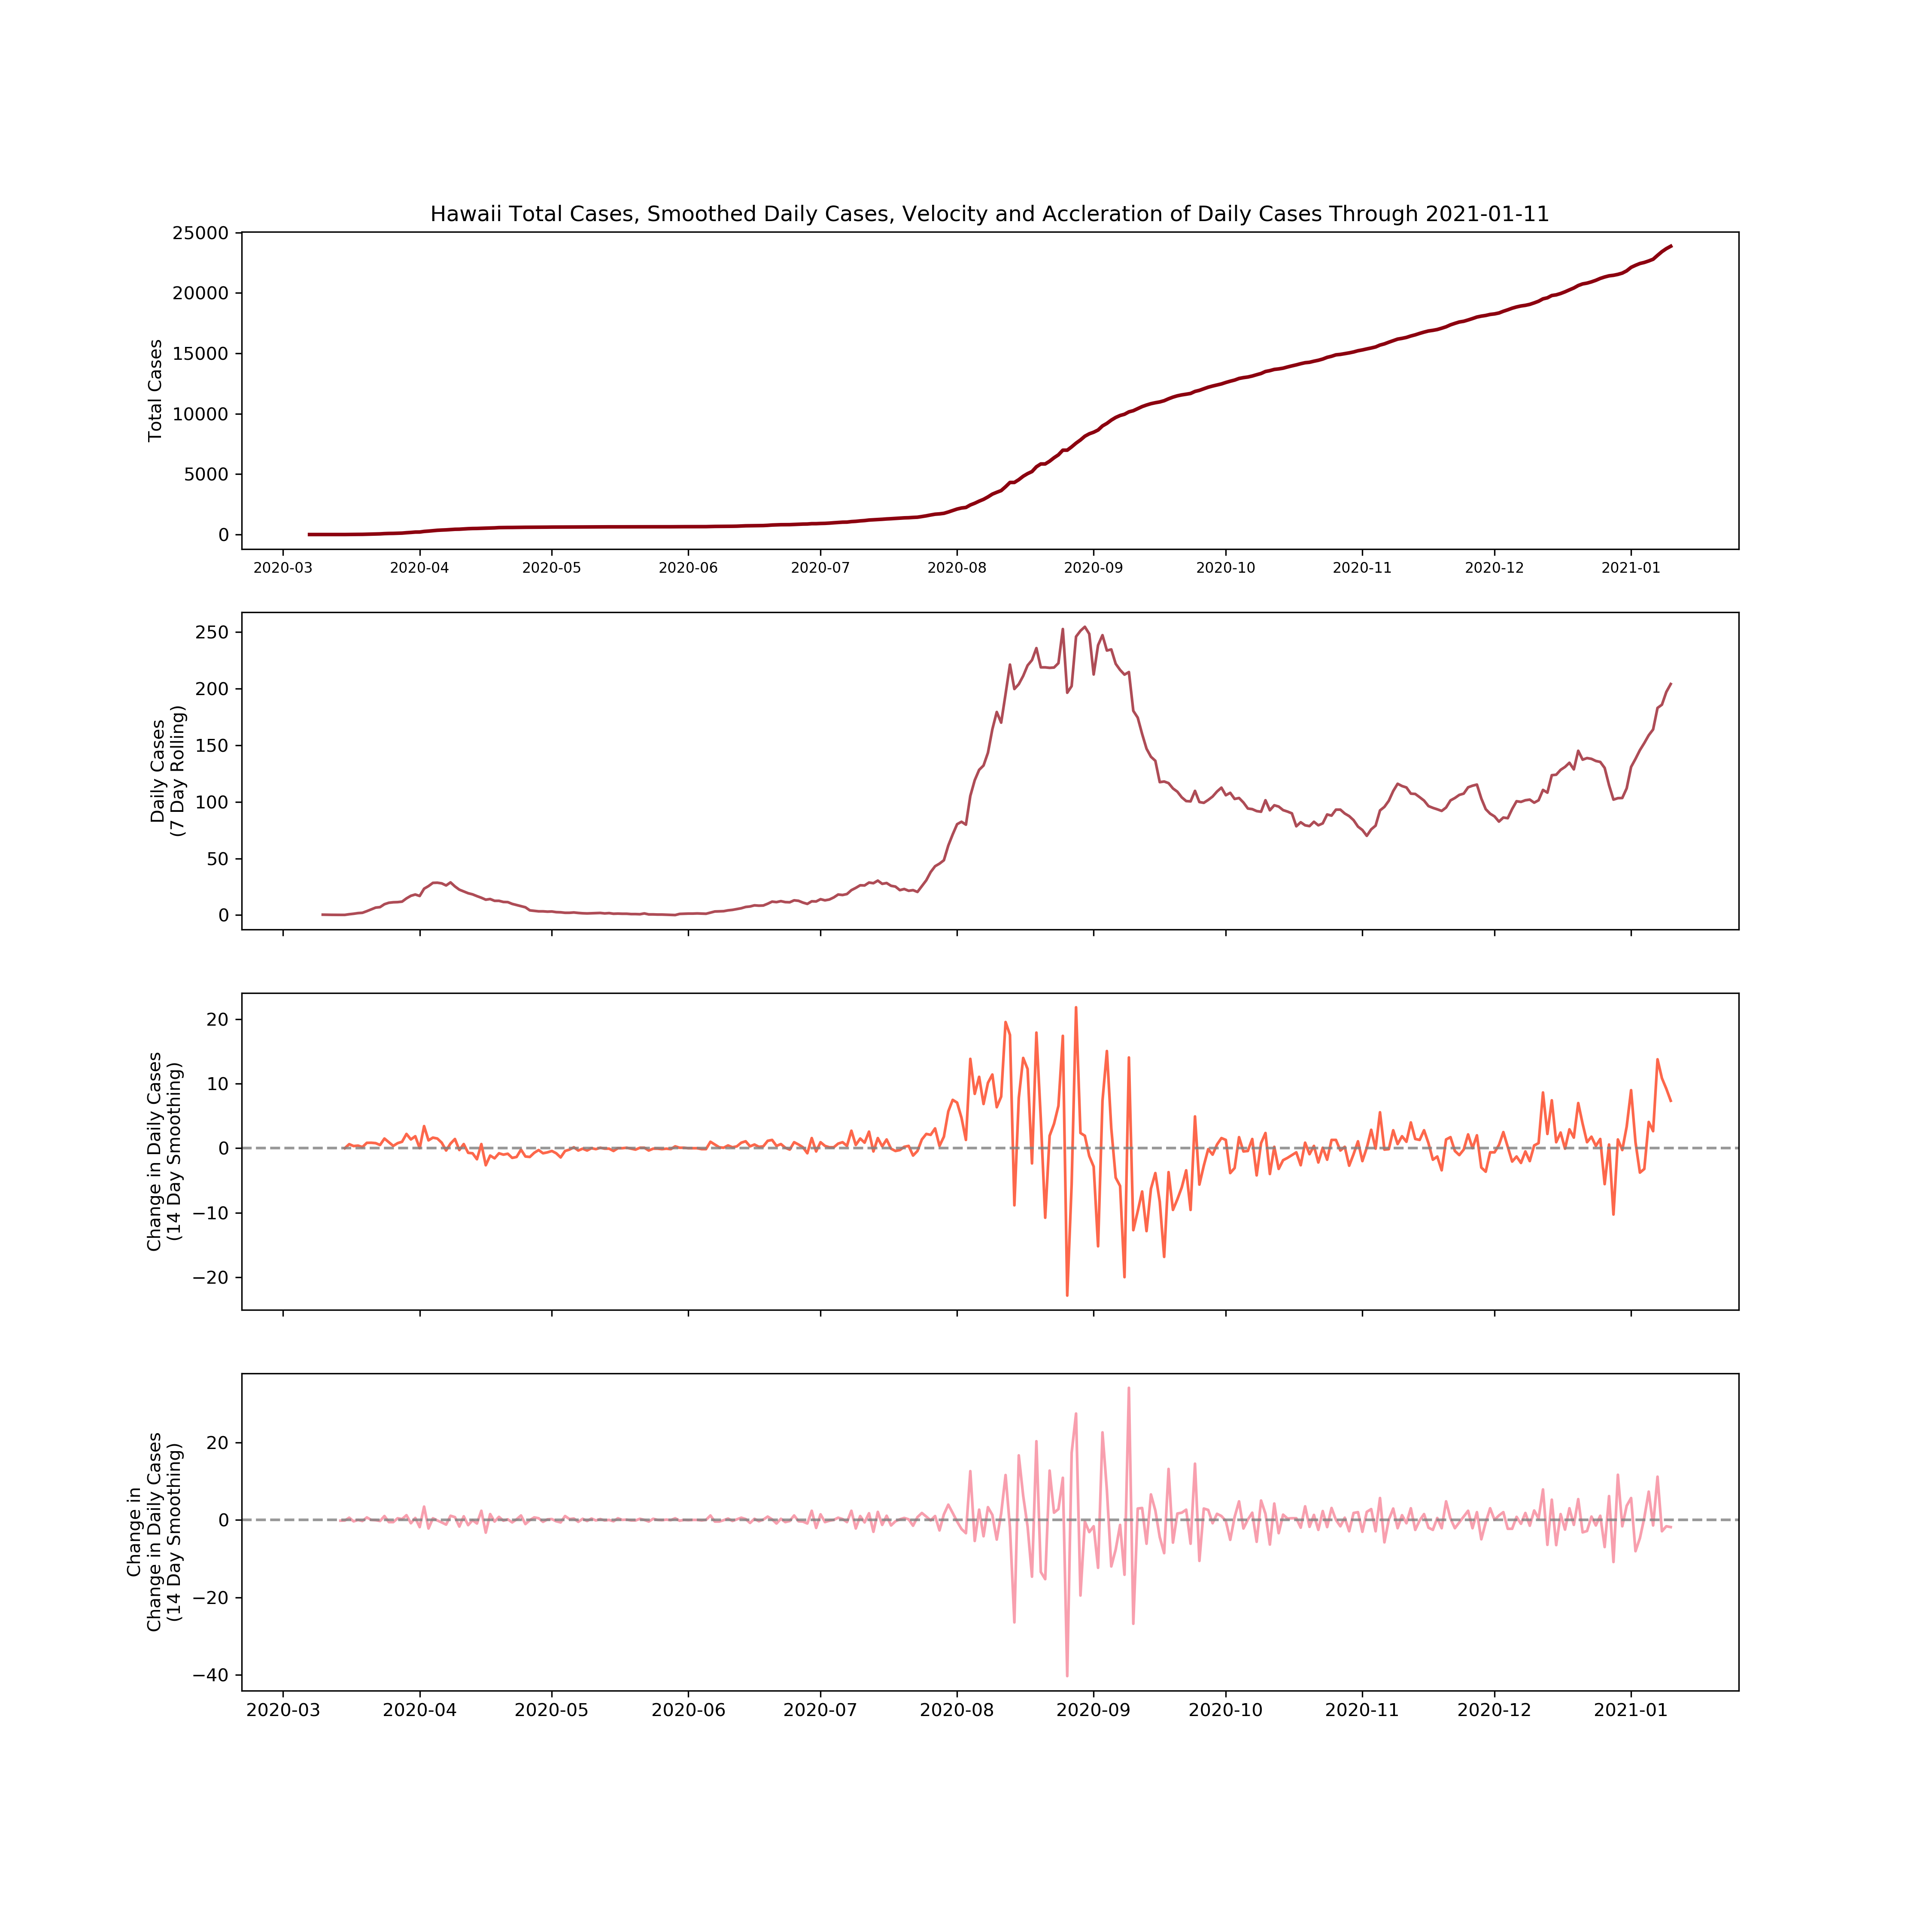 Hawaii Total Cases, Smoothed Daily Cases, Velocity and Accleration of Daily Cases Through 2021-01-11
Total Cases
25000
20000
15000
10000
5000
0
2020-03 2020-04 2020-05 2020-06 2020-07 2020-08 2020-09 2020-10 2020-11 2020-12 2021-01
Daily Cases
(7 Day Rolling)
250
200
150
100
50
0
Change in Daily Cases
(14 Day Smoothing)
20
10
0
−10
−20
Change in
Change in Daily Cases
(14 Day Smoothing)
20
0
−20
−40
2020-03 2020-04 2020-05 2020-06 2020-07 2020-08 2020-09 2020-10 2020-11 2020-12 2021-01